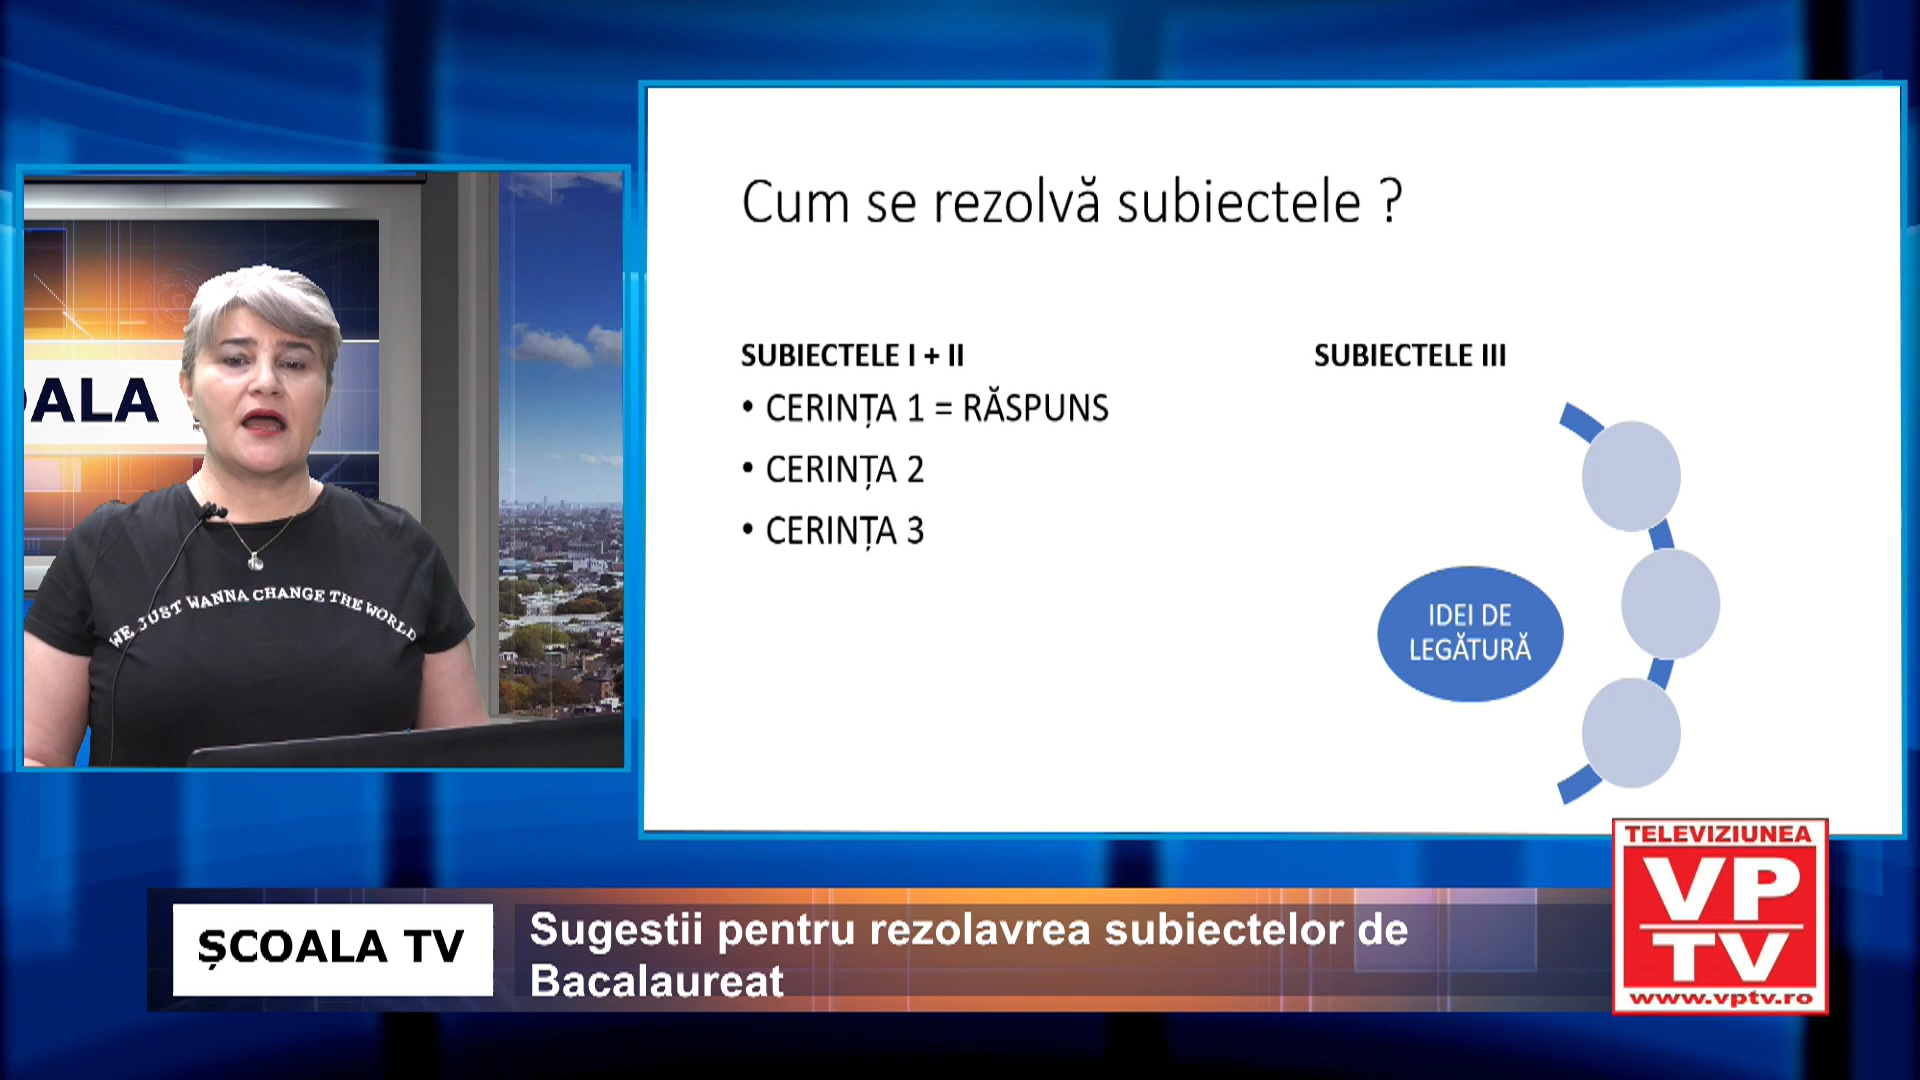 Cum se rezolvă subiectele ?
SUBIECTELE I + II
• CERINȚA 1 = RĂSPUNS
• CERINȚA 2
• CERINȚA 3
SUBIECTELE III
IDEI DE
LEGĂTURĂ
OALA
WE JUST WANNA CHANGE THE WORLD
ȘCOALA TV
Sugestii pentru rezolavrea subiectelor de
Bacalaureat
TELEVIZIUNEA
VP
TV
www.vptv.ro